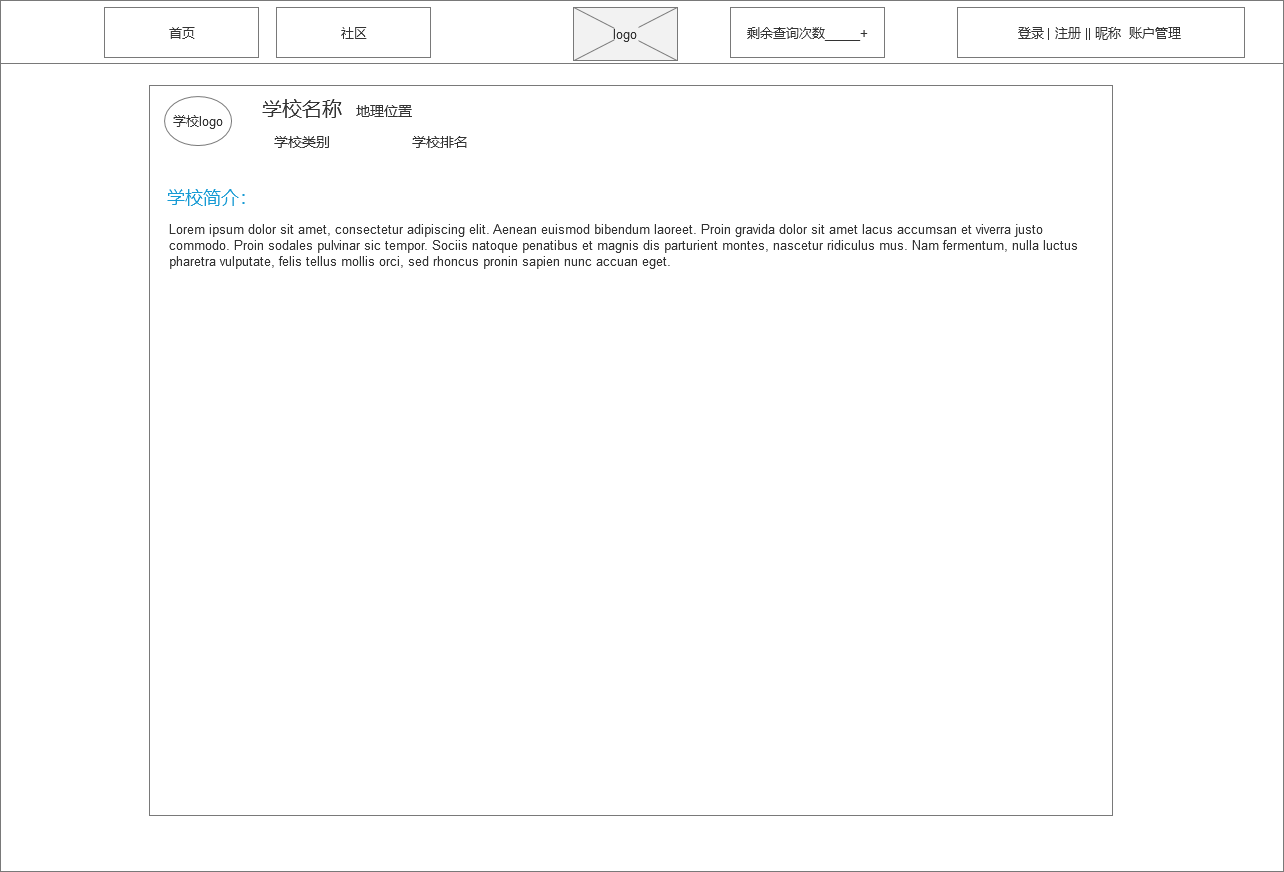 首页
社区
logo
剩余查询次数_____+
登录 | 注册 || 昵称 账户管理
学校logo
学校名称 地理位置
学校类别 学校排名
学校简介:
Lorem ipsum dolor sit amet, consectetur adipiscing elit. Aenean euismod bibendum laoreet. Proin gravida dolor sit amet lacus accumsan et viverra justo
commodo. Proin sodales pulvinar sic tempor. Sociis natoque penatibus et magnis dis parturient montes, nascetur ridiculus mus. Nam fermentum, nulla luctus
pharetra vulputate, felis tellus mollis orci, sed rhoncus pronin sapien nunc accuan eget.